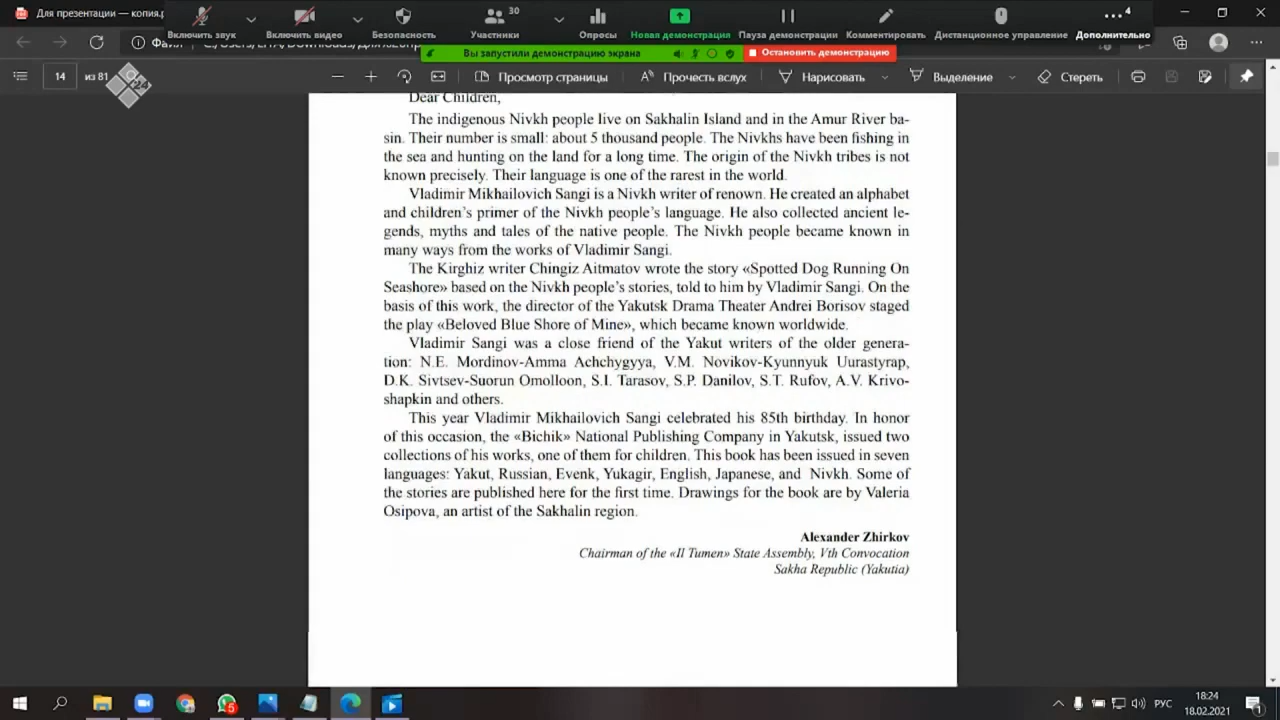 Для презентации — копия.p
30
4
Включить звук
Включить видео
Безопасность
Участники
Опросы
Новая демонстрация
Пауза демонстрации
Комментировать
Дистанционное управление
Дополнительно
Файл
Вы запустили демонстрацию экрана
Остановить демонстрацию
14 из 81
Просмотр страницы
Прочесть вслух
Нарисовать
Выделение
Стереть
Dear Children,
The indigenous Nivkh people live on Sakhalin Island and in the Amur River ba-
sin. Their number is small: about 5 thousand people. The Nivkhs have been fishing in
the sea and hunting on the land for a long time. The origin of the Nivkh tribes is not
known precisely. Their language is one of the rarest in the world.
Vladimir Mikhailovich Sangi is a Nivkh writer of renown. He created an alphabet
and children's primer of the Nivkh people's language. He also collected ancient le-
gends, myths and tales of the native people. The Nivkh people became known in
many ways from the works of Vladimir Sangi.
The Kirghiz writer Chingiz Aitmatov wrote the story «Spotted Dog Running On
Seashore» based on the Nivkh people's stories, told to him by Vladimir Sangi. On the
basis of this work, the director of the Yakutsk Drama Theater Andrei Borisov staged
the play «Beloved Blue Shore of Mine», which became known worldwide.
Vladimir Sangi was a close friend of the Yakut writers of the older genera-
tion: N.E. Mordinov-Amma Achchygyya, V.M. Novikov-Kyunnyuk Uurastyrap,
D.K. Sivtsev-Suorun Omolloon, S.I. Tarasov, S.P. Danilov, S.T. Rufov, A.V. Krivo-
shapkin and others.
This year Vladimir Mikhailovich Sangi celebrated his 85th birthday. In honor
of this occasion, the «Bichik» National Publishing Company in Yakutsk, issued two
collections of his works, one of them for children. This book has been issued in seven
languages: Yakut, Russian, Evenk, Yukagir, English, Japanese, and Nivkh. Some of
the stories are published here for the first time. Drawings for the book are by Valeria
Osipova, an artist of the Sakhalin region.
Alexander Zhirkov
Chairman of the «Il Tumen» State Assembly, Vth Convocation
Sakha Republic (Yakutia)
5
РУС
18:24
18.02.2021
1